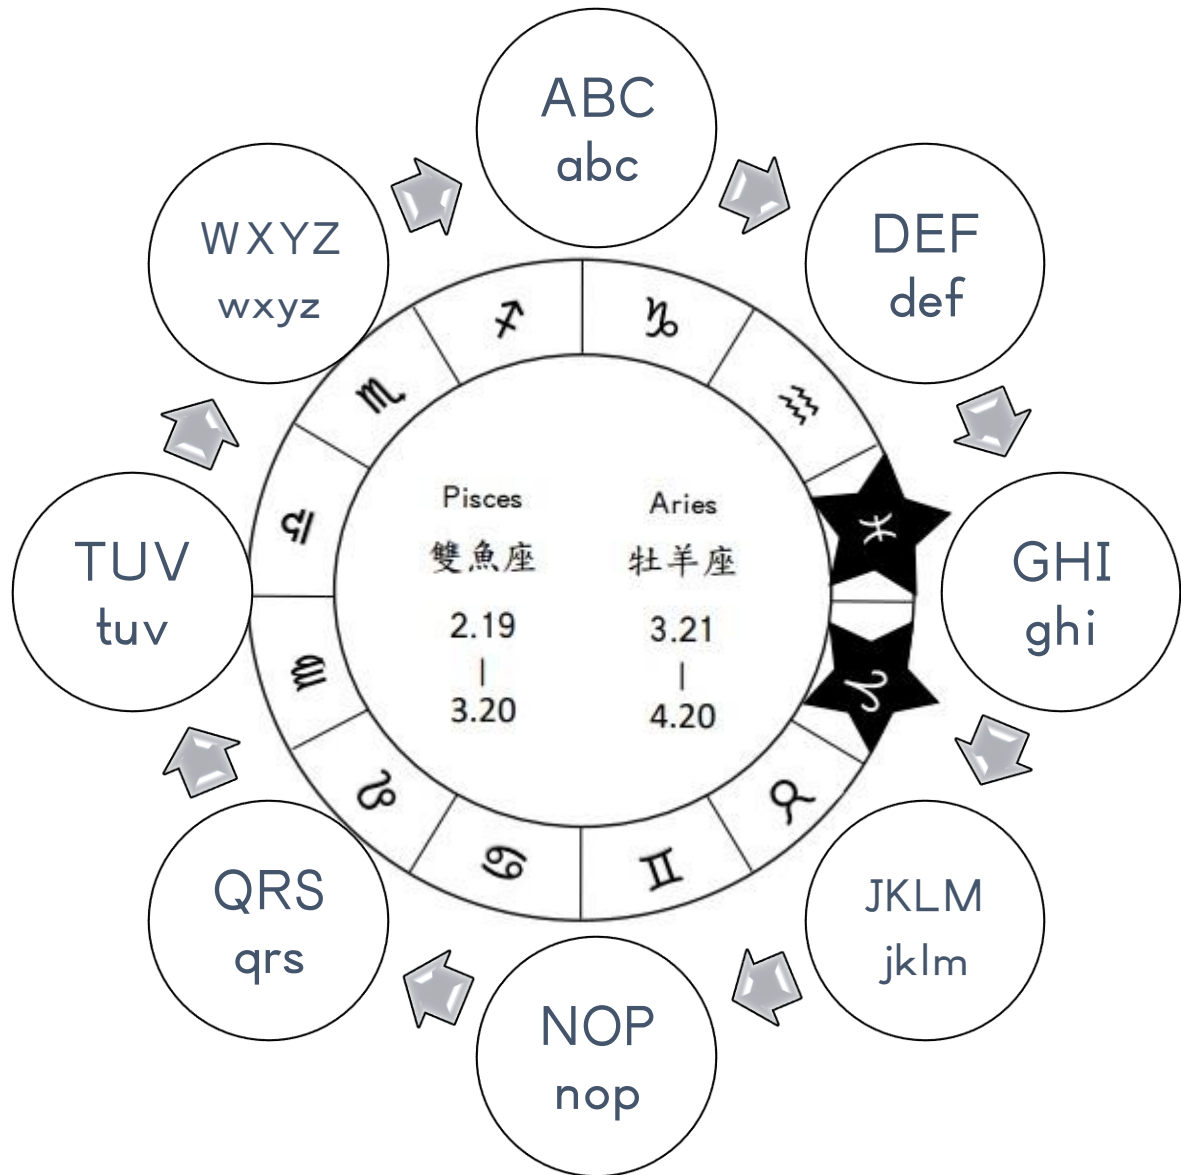 ABC
abc
DEF
def
GHI
ghi
JKLM
jklm
NOP
nop
QRS
qrs
TUV
tuv
WXYZ
wxyz
♑
♒
♓
♈
♉
♊
♋
♌
♍
♎
♏
♐
Pisces
雙魚座
2.19
|
3.20
Aries
牡羊座
3.21
|
4.20